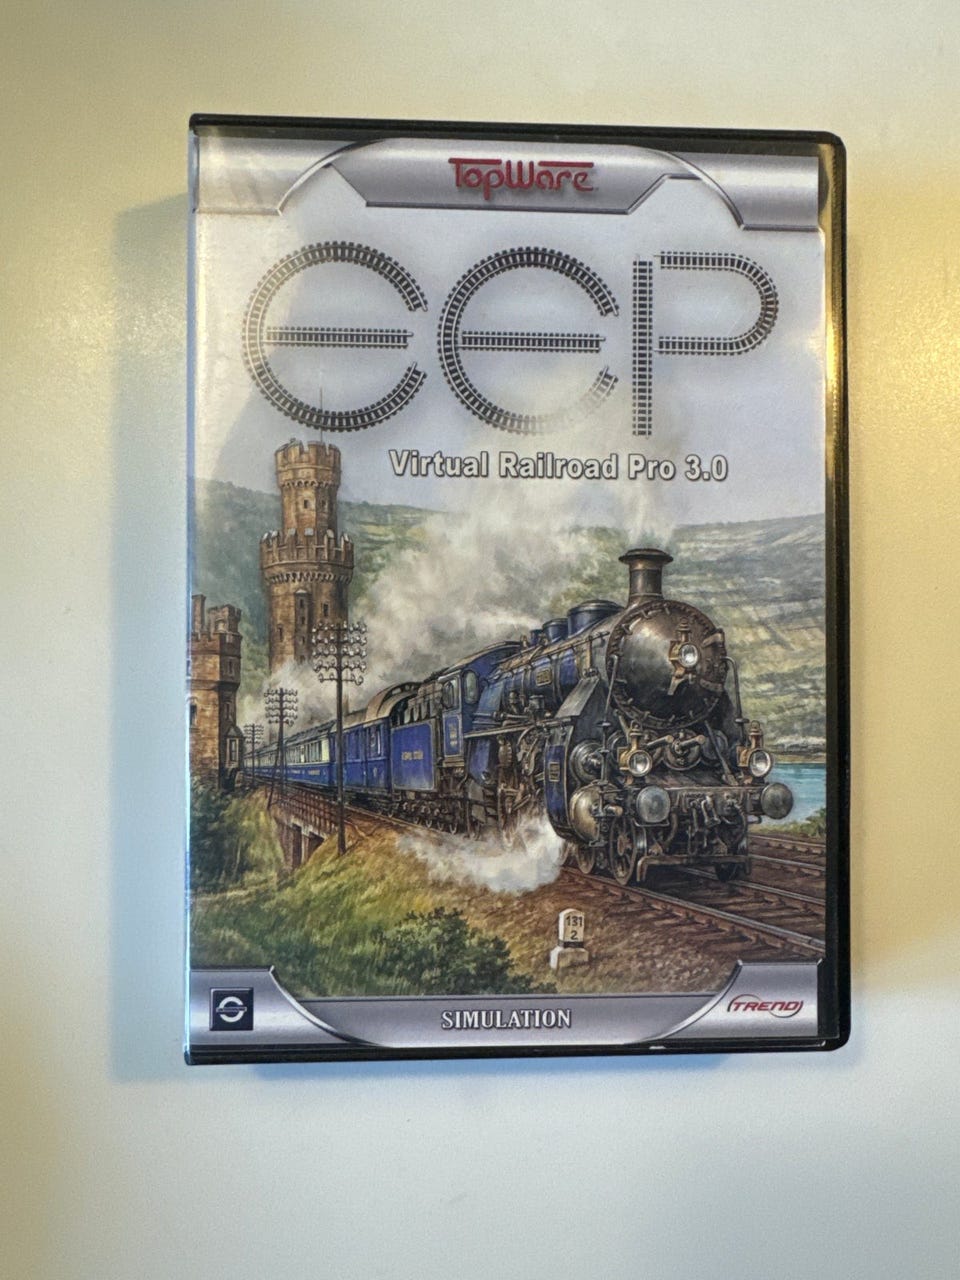 TopWare
EEP
Virtual Railroad Pro 3.0
131
2
SIMULATION
TREND